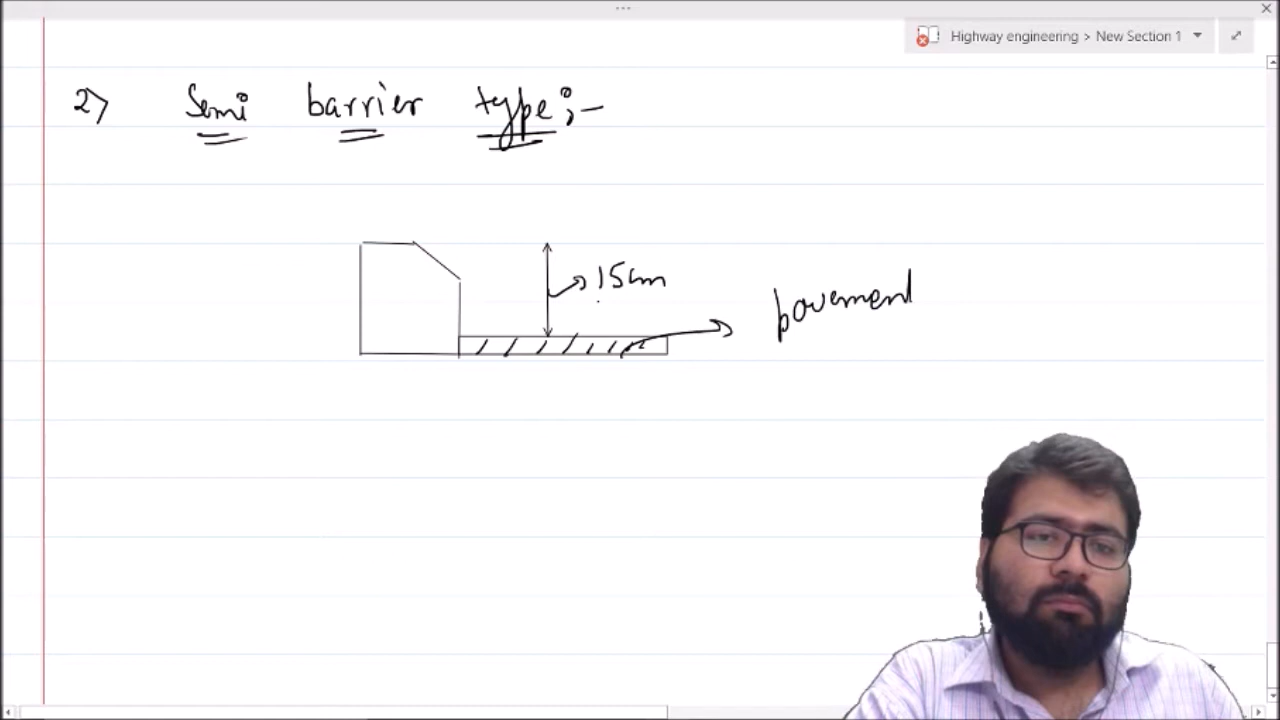 Highway engineering > New Section 1
2> Semi barrier type :-
15cm
pavement